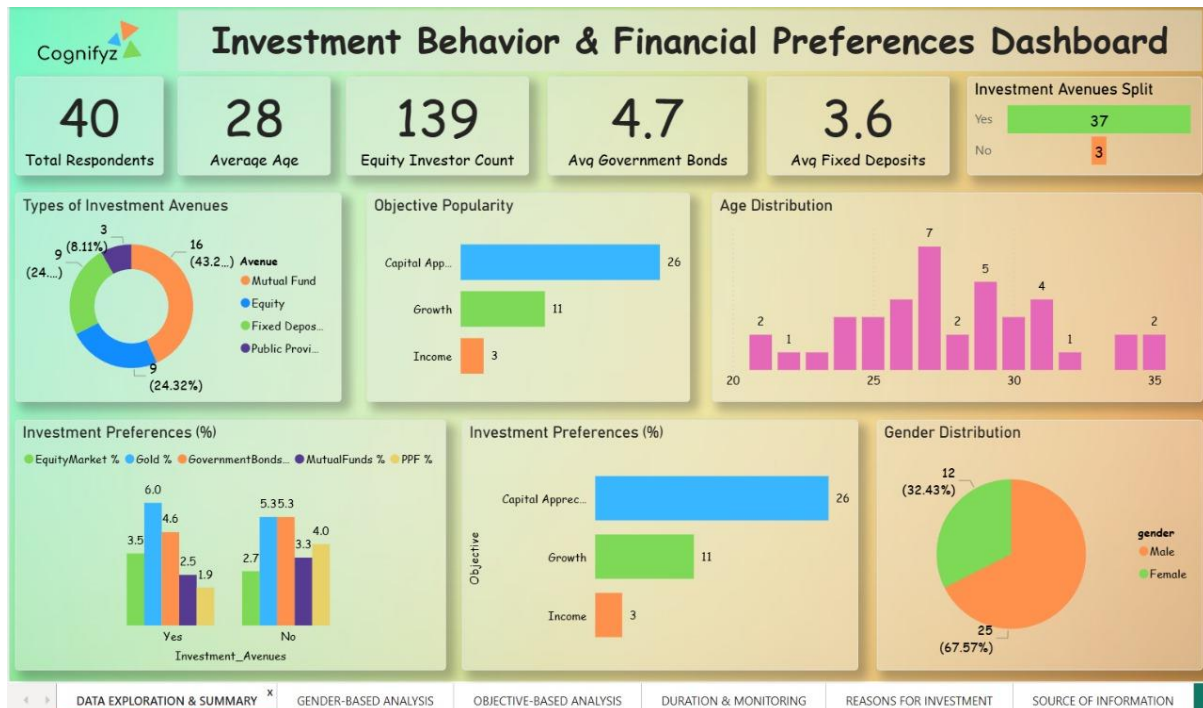 Cognifyz
Investment Behavior & Financial Preferences Dashboard
40
Total Respondents
28
Average Age
139
Equity Investor Count
4.7
Avg Government Bonds
3.6
Avg Fixed Deposits
Investment Avenues Split
Yes
37
No
3
Types of Investment Avenues
3
(8.11%)
16
(43.2...)
9
(24....)
9
(24.32%)
Avenue
Mutual Fund
Equity
Fixed Depos...
Public Provi...
Objective Popularity
Capital App...
26
Growth
11
Income
3
Age Distribution
2
1
7
2
5
4
1
2
20
25
30
35
Investment Preferences (%)
EquityMarket % Gold % GovernmentBonds... MutualFunds % PPF %
3.5
6.0
4.6
2.5
1.9
2.7
5.3
5.3
3.3
4.0
Yes
No
Investment_Avenues
Investment Preferences (%)
Objective
Capital Apprec...
26
Growth
11
Income
3
Gender Distribution
12
(32.43%)
25
(67.57%)
gender
Male
Female
DATA EXPLORATION & SUMMARY x
GENDER-BASED ANALYSIS
OBJECTIVE-BASED ANALYSIS
DURATION & MONITORING
REASONS FOR INVESTMENT
SOURCE OF INFORMATION